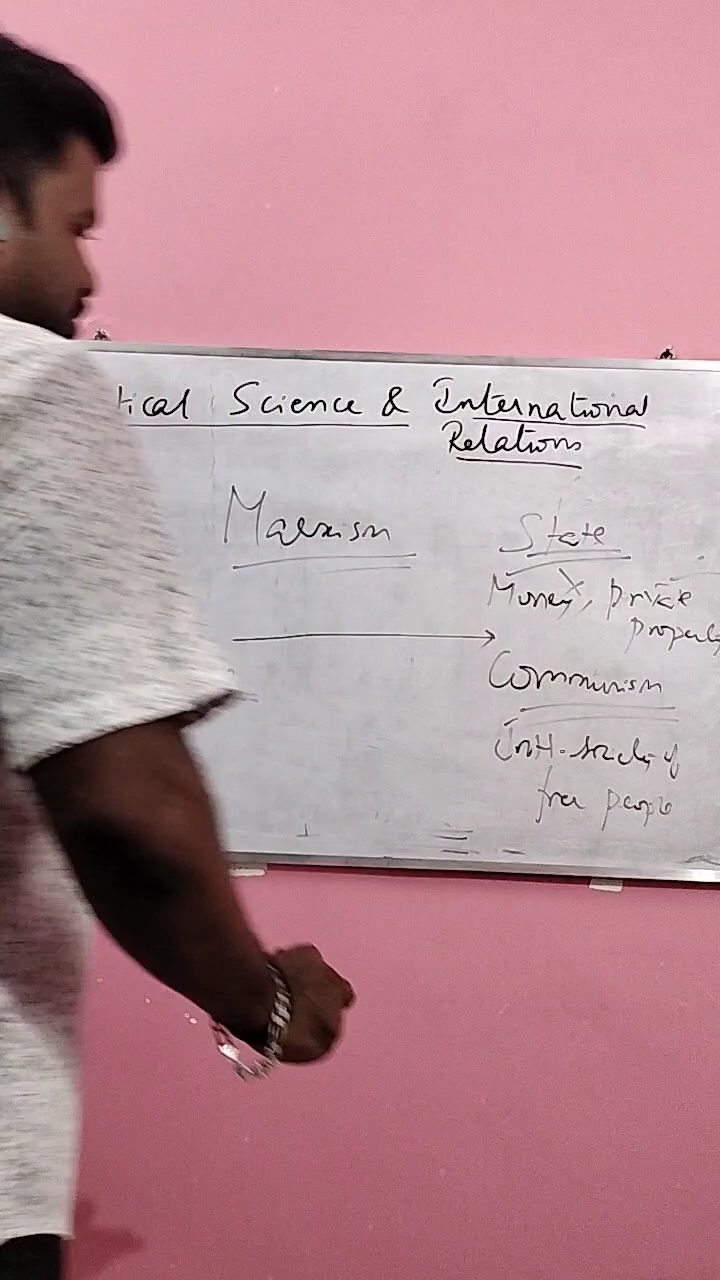 tical Science & International
Relations
Marxism
State
Money, private
property
Communism
free people